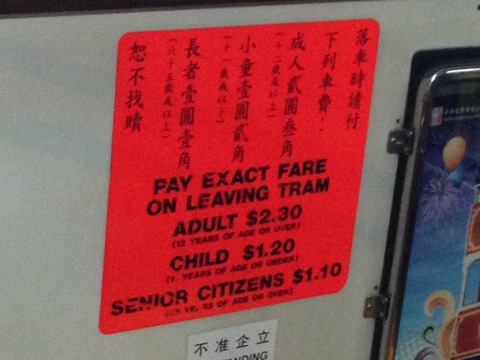 落車時請付
下列車費：
成人貳圓叁角
(十二歲或以上)
小童壹圓貳角
(十一歲或以下)
長者壹圓壹角
(六十五歲或以上)
恕不找贖
PAY EXACT FARE
ON LEAVING TRAM
ADULT $2.30
(12 YEARS OF AGE OR OVER)
CHILD $1.20
YEARS OF AGE OR UNDER)
SENIOR CITIZENS $1.10
(65 YEARS OF AGE OR OVER)
不准企立